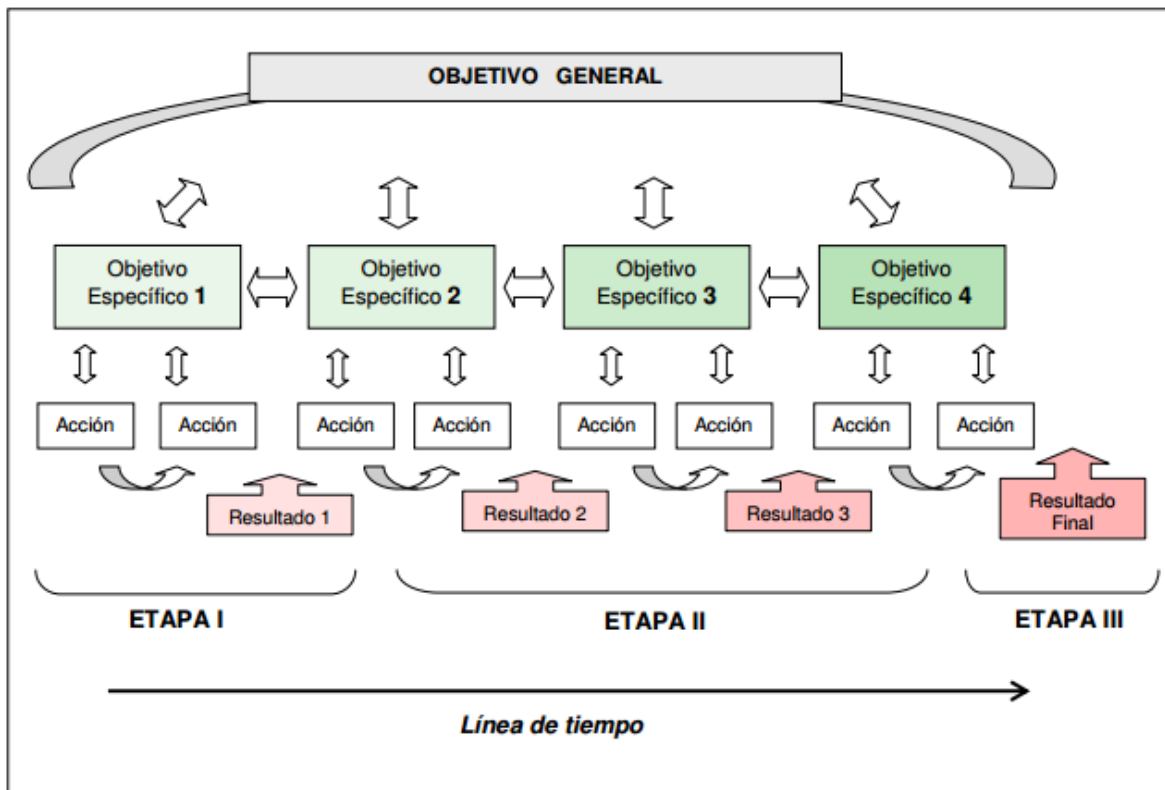 OBJETIVO GENERAL
Objetivo
Específico 1
Objetivo
Específico 2
Objetivo
Específico 3
Objetivo
Específico 4
Acción
Acción
Acción
Acción
Acción
Acción
Acción
Acción
Resultado 1
Resultado 2
Resultado 3
Resultado
Final
ETAPA I
ETAPA II
ETAPA III
Línea de tiempo